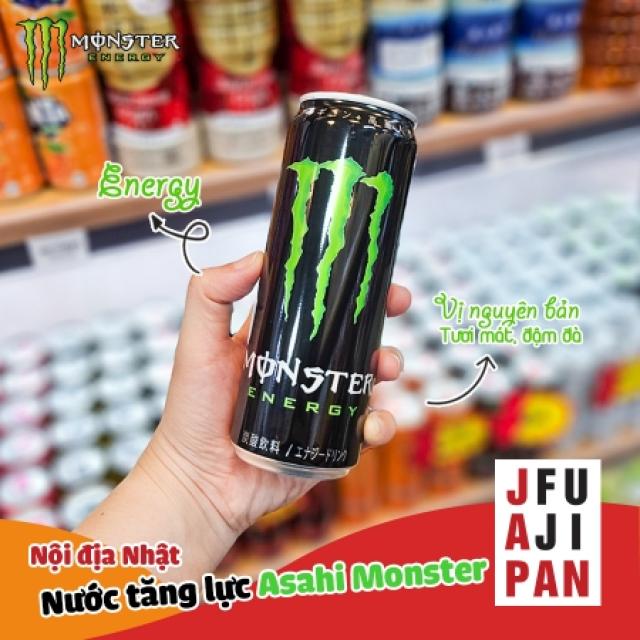 MONSTER
ENERGY
Energy
MONSTER
ENERGY
炭酸飲料 / エナジードリンク
Vị nguyên bản
Tươi mát, đậm đà
Nội địa Nhật
Nước tăng lực Asahi Monster
JFU
AJI
PAN